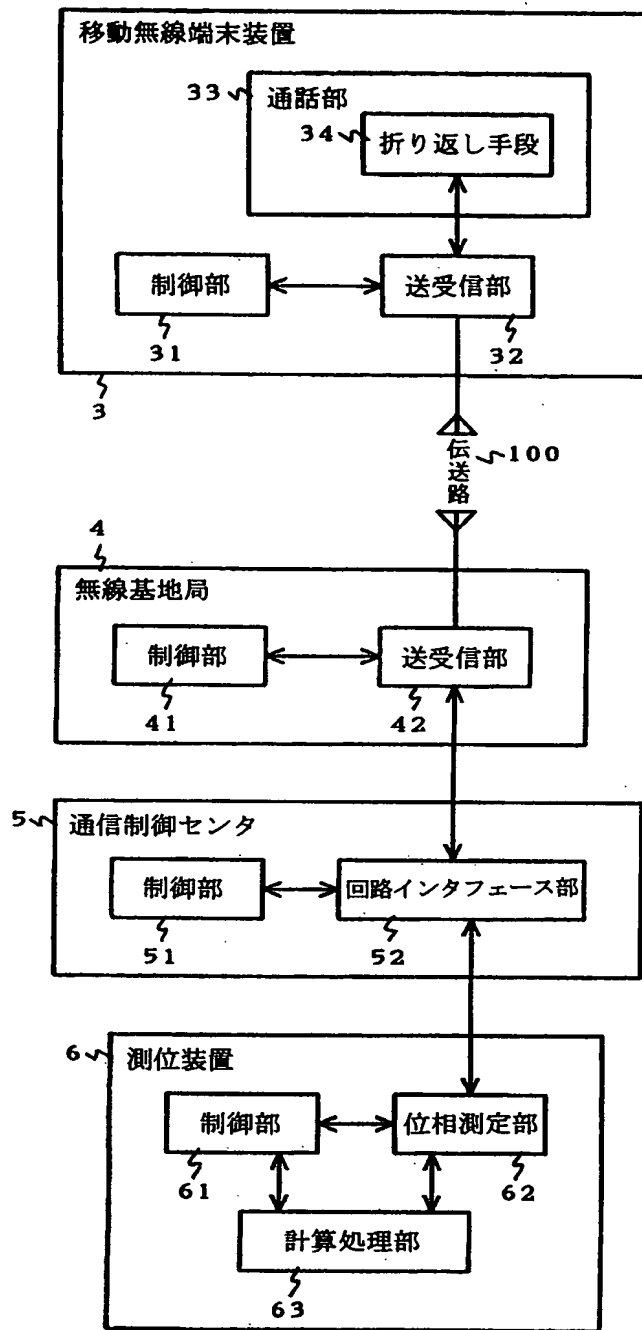 移動無線端末装置
33
通話部
34
折り返し手段
制御部
送受信部
31
32
3
伝送路
100
4
無線基地局
制御部
送受信部
41
42
5
通信制御センタ
制御部
回路インタフェース部
51
52
6
測位装置
制御部
位相測定部
61
62
計算処理部
63